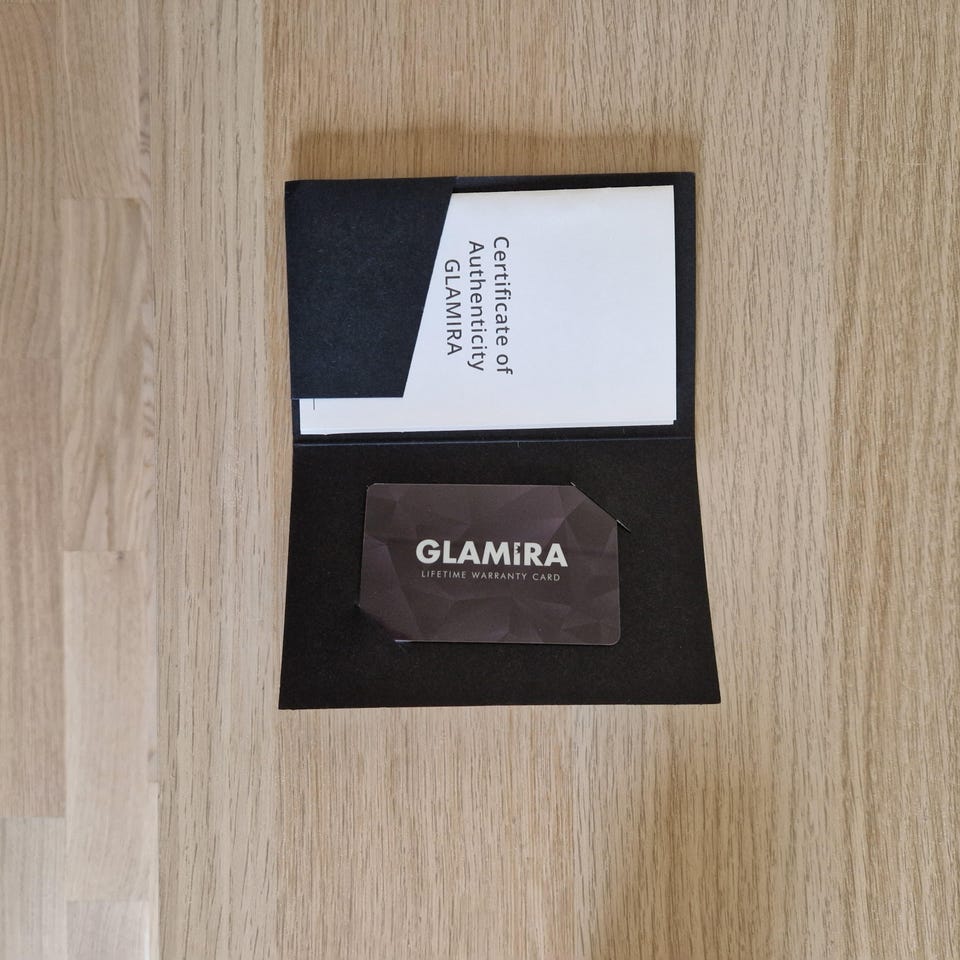 Certificate of
Authenticity
GLAMIRA
GLAMIRA
LIFETIME WARRANTY CARD